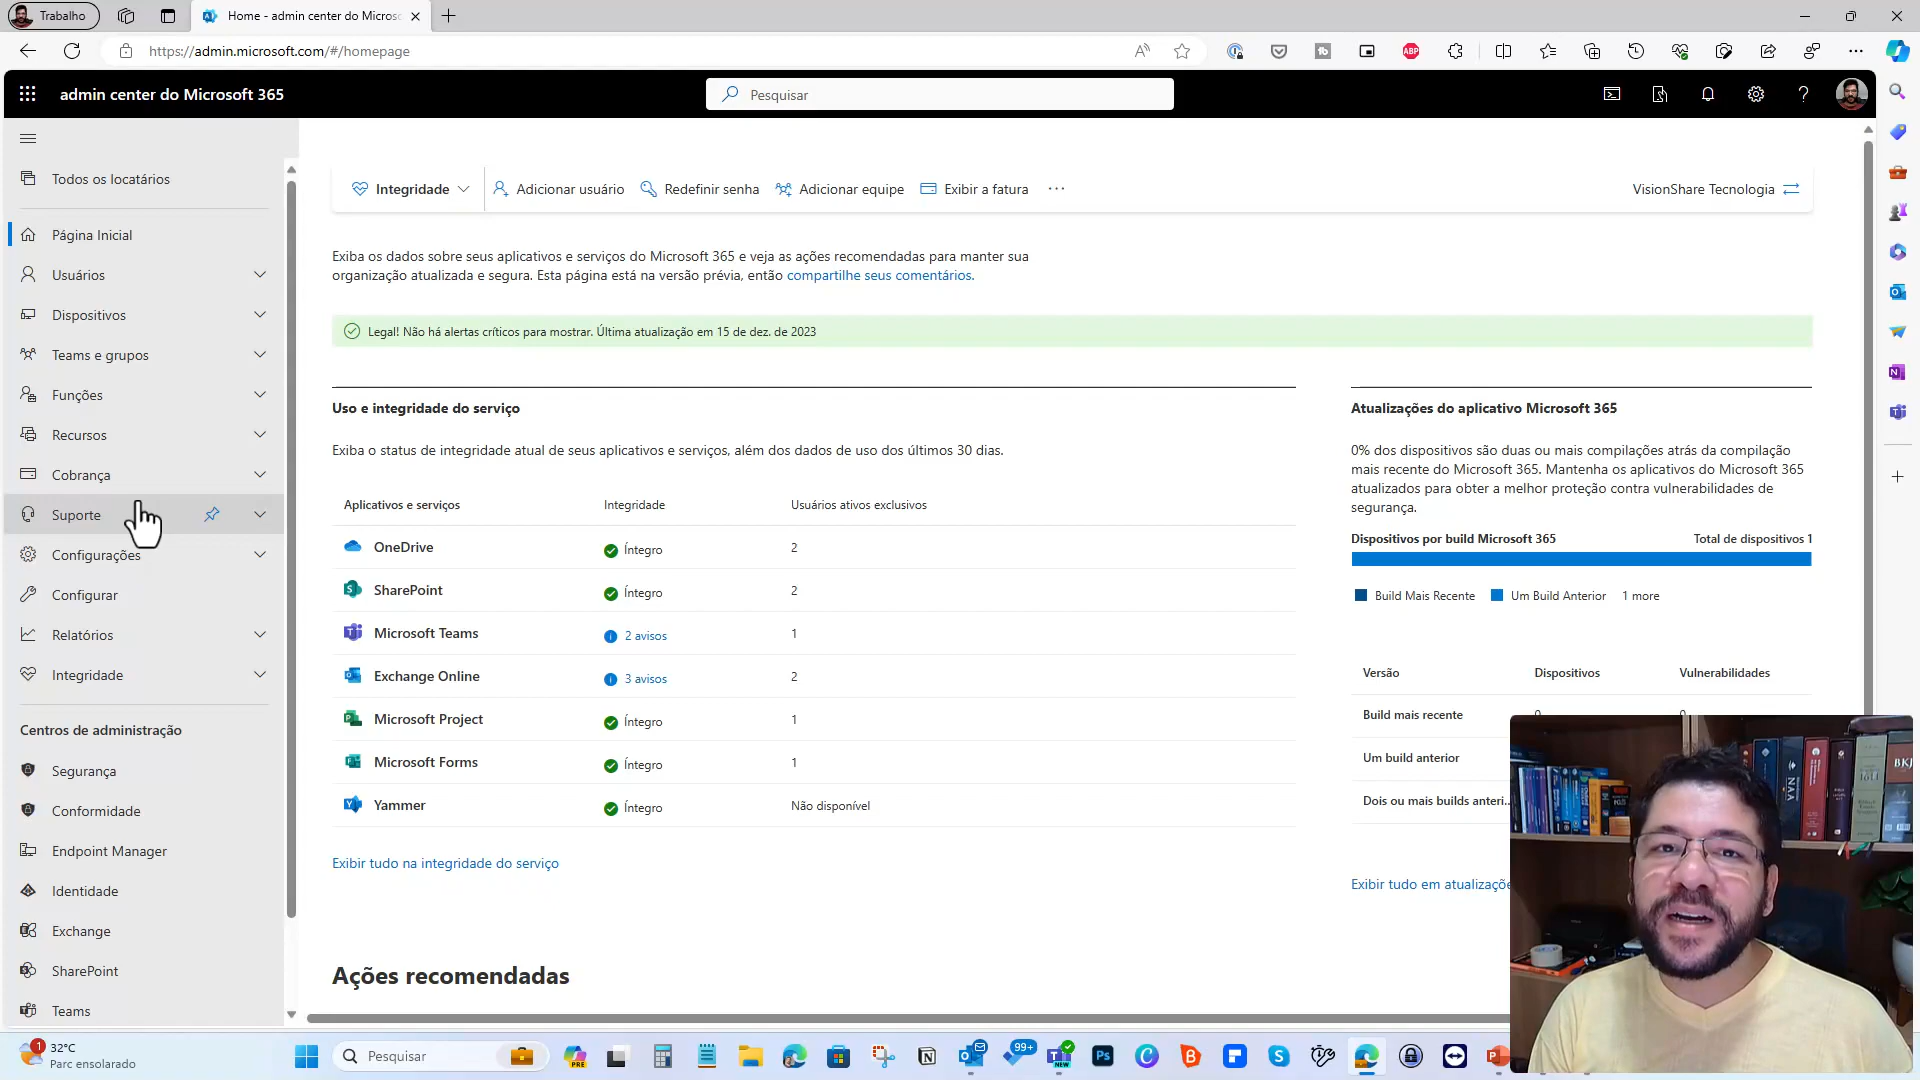 Trabalho
Home - admin center do Microsc
https://admin.microsoft.com/#/homepage
ABP
admin center do Microsoft 365
Pesquisar
Todos os locatários
Página Inicial
Usuários
Dispositivos
Teams e grupos
Funções
Recursos
Cobrança
Suporte
Configurações
Configurar
Relatórios
Integridade
Centros de administração
Segurança
Conformidade
Endpoint Manager
Identidade
Exchange
SharePoint
Teams
Integridade
Adicionar usuário
Redefinir senha
Adicionar equipe
Exibir a fatura
VisionShare Tecnologia
Exiba os dados sobre seus aplicativos e serviços do Microsoft 365 e veja as ações recomendadas para manter sua
organização atualizada e segura. Esta página está na versão prévia, então compartilhe seus comentários.
Legal! Não há alertas críticos para mostrar. Última atualização em 15 de dez. de 2023
Uso e integridade do serviço
Exiba o status de integridade atual de seus aplicativos e serviços, além dos dados de uso dos últimos 30 dias.
Aplicativos e serviços Integridade Usuários ativos exclusivos
OneDrive Íntegro 2
SharePoint Íntegro 2
Microsoft Teams 2 avisos 1
Exchange Online 3 avisos 2
Microsoft Project Íntegro 1
Microsoft Forms Íntegro 1
Yammer Íntegro Não disponível
Exibir tudo na integridade do serviço
Ações recomendadas
Atualizações do aplicativo Microsoft 365
0% dos dispositivos são duas ou mais compilações atrás da compilação
mais recente do Microsoft 365. Mantenha os aplicativos do Microsoft 365
atualizados para obter a melhor proteção contra vulnerabilidades de
segurança.
Dispositivos por build Microsoft 365 Total de dispositivos 1
Build Mais Recente Um Build Anterior 1 more
Versão Dispositivos Vulnerabilidades
Build mais recente 0 0
Um build anterior
Dois ou mais builds anteri...
Exibir tudo em atualizaçõe
NAA
BKJ
1
32°C
Parc ensolarado
Pesquisar
PRE
99+
NEW
Ps